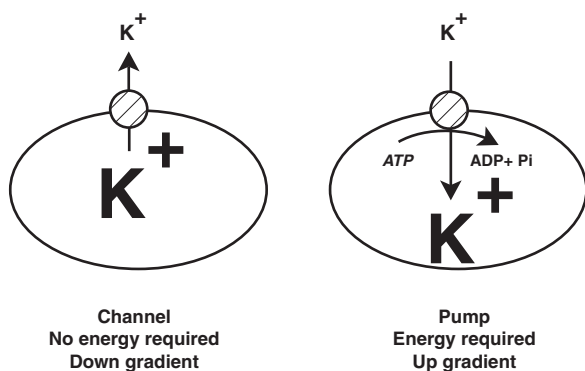 K+
K+
Channel
No energy required
Down gradient
K+
ATP
ADP+ Pi
K+
Pump
Energy required
Up gradient